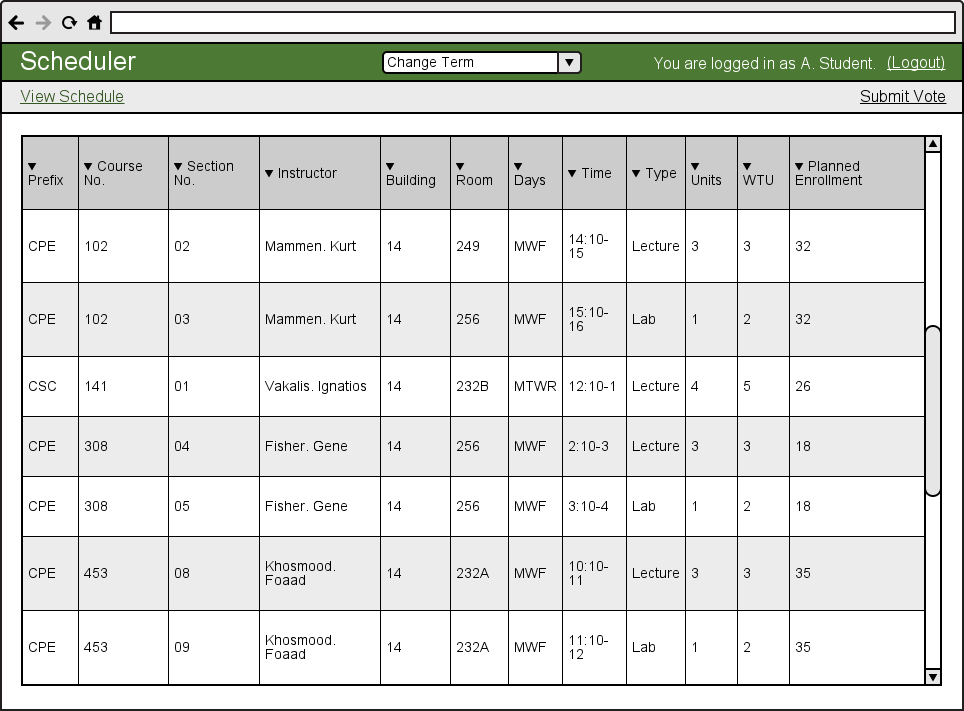 Scheduler
Change Term ▼
You are logged in as A. Student. (Logout)
View Schedule
Submit Vote
▼ Prefix ▼ Course No. ▼ Section No. ▼ Instructor ▼ Building ▼ Room ▼ Days ▼ Time ▼ Type ▼ Units ▼ WTU ▼ Planned Enrollment
CPE 102 02 Mammen. Kurt 14 249 MWF 14:10-15 Lecture 3 3 32
CPE 102 03 Mammen. Kurt 14 256 MWF 15:10-16 Lab 1 2 32
CSC 141 01 Vakalis. Ignatios 14 232B MTWR 12:10-1 Lecture 4 5 26
CPE 308 04 Fisher. Gene 14 256 MWF 2:10-3 Lecture 3 3 18
CPE 308 05 Fisher. Gene 14 256 MWF 3:10-4 Lab 1 2 18
CPE 453 08 Khosmood. Foaad 14 232A MWF 10:10-11 Lecture 3 3 35
CPE 453 09 Khosmood. Foaad 14 232A MWF 11:10-12 Lab 1 2 35